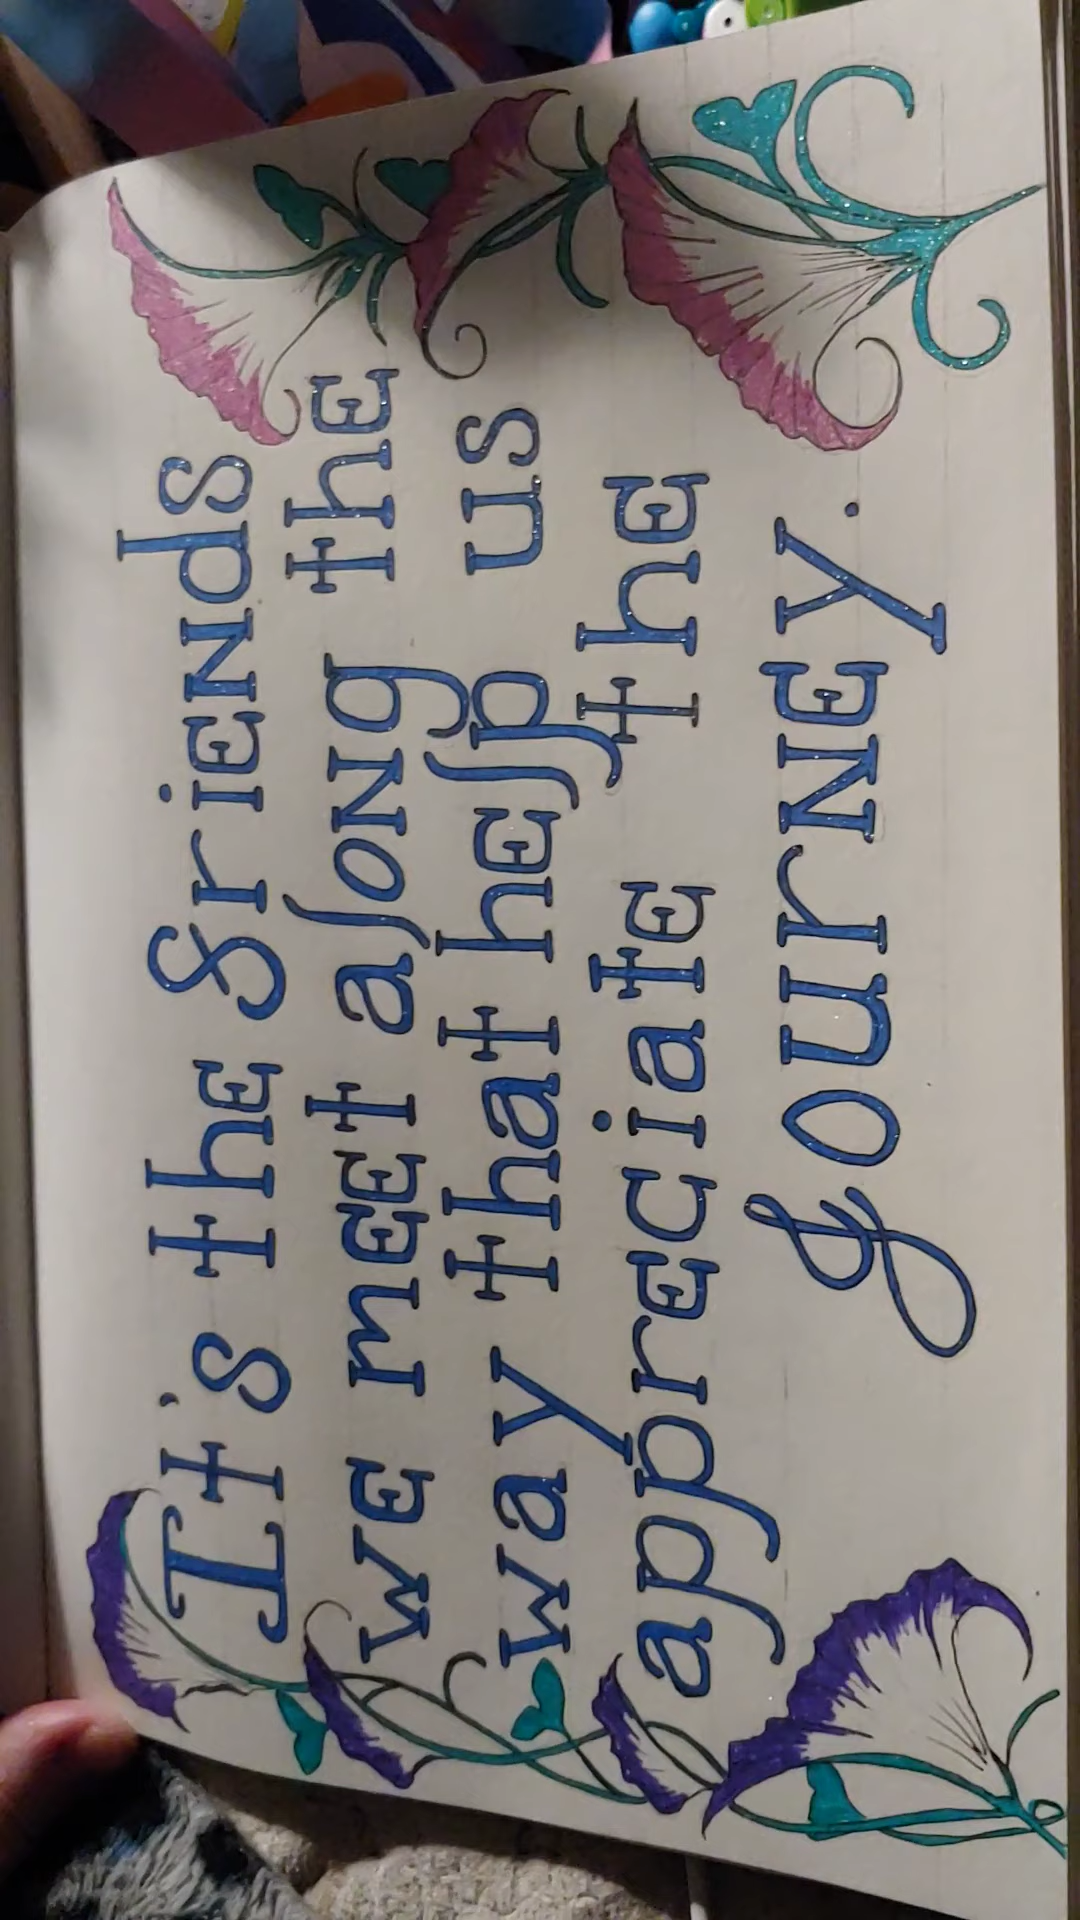 It's the friends
we meet along the
way that help us
appreciate the
journey.